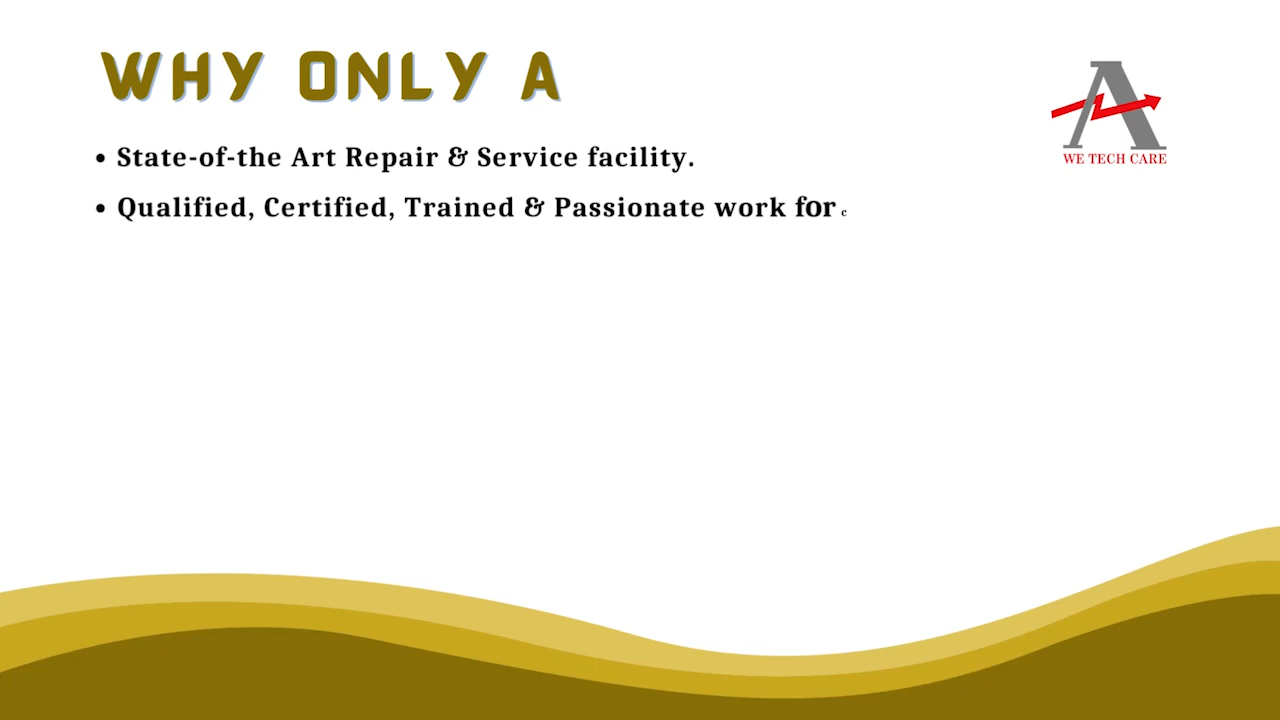 WHY ONLY A
• State-of-the Art Repair & Service facility.
• Qualified, Certified, Trained & Passionate work for c
A
WE TECH CARE